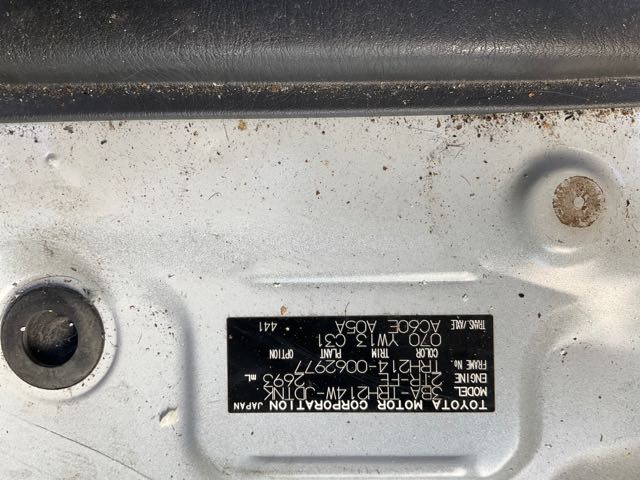 TOYOTA MOTOR CORPORATION JAPAN
MODEL 3BA-TRH214W-JDTNK
ENGINE 2TR-FE 2693 mL
FRAME No. TRH214-0062977
COLOR TRIM PLANT OPTION
070 YW13 C31
TRANS/AXLE AC60E A05A 441